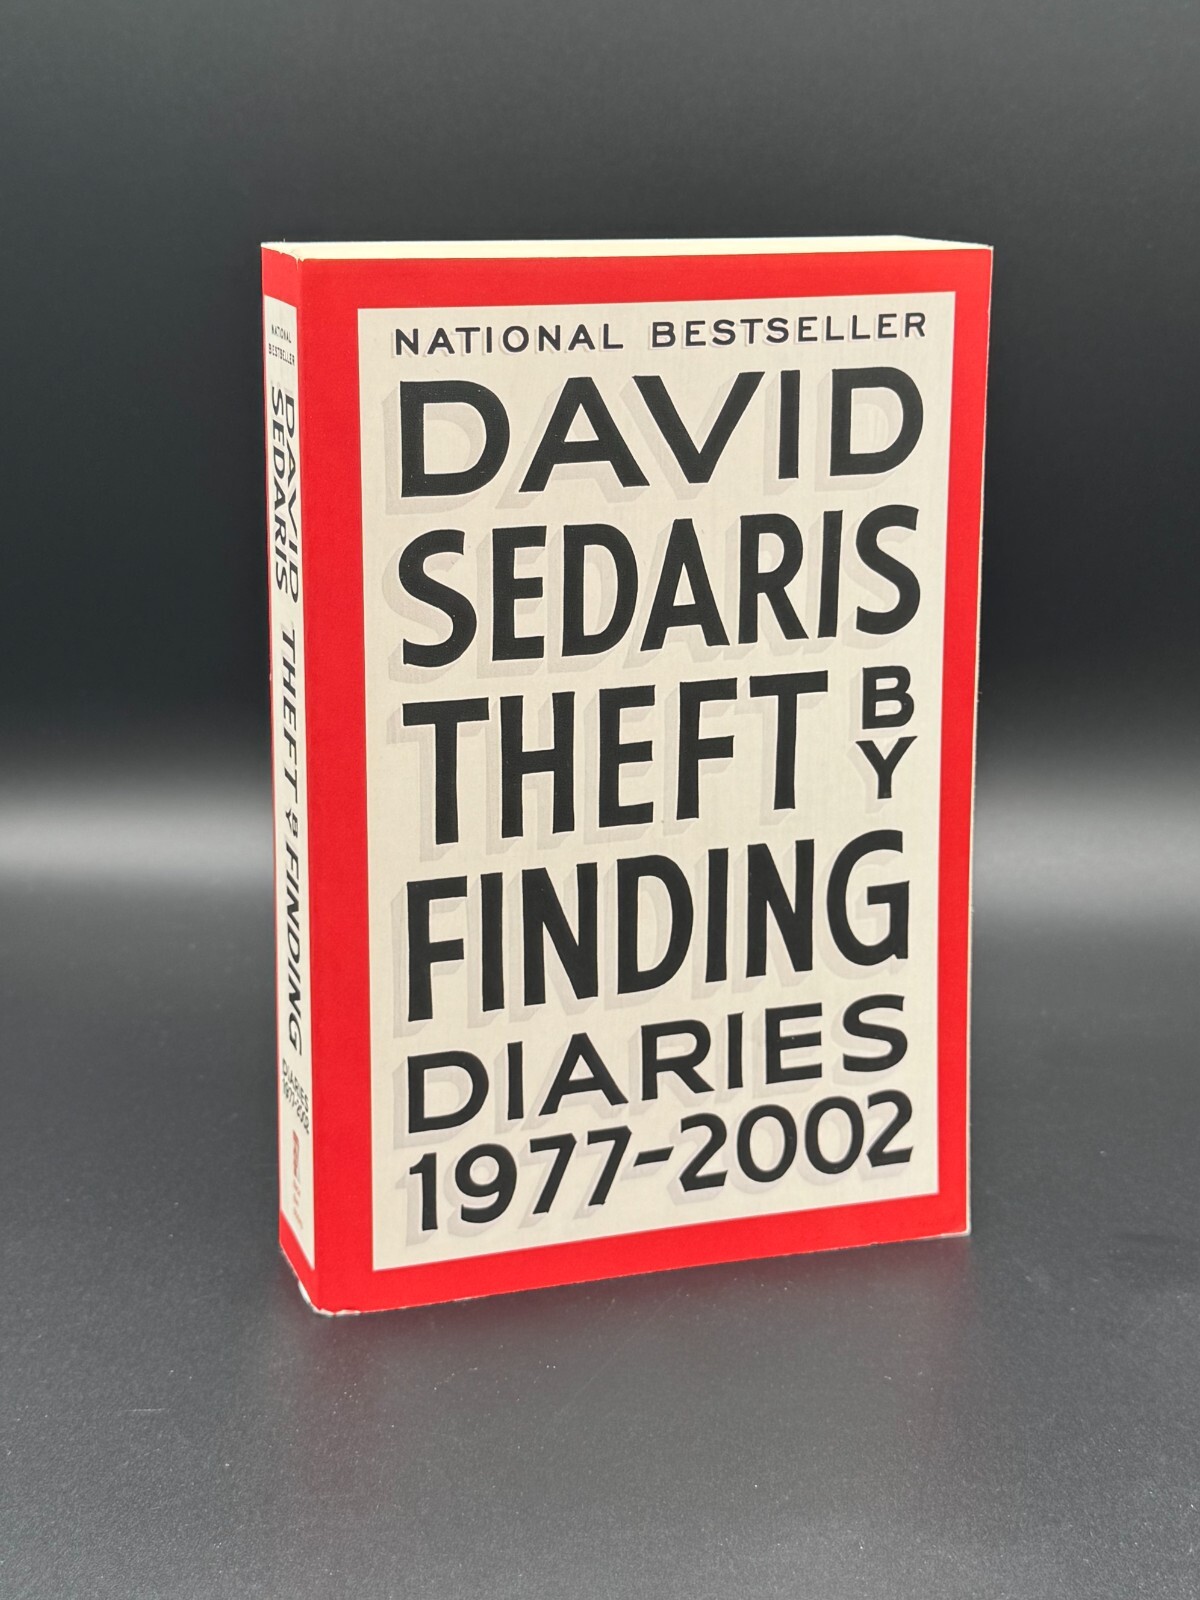 NATIONAL BESTSELLER
DAVID
SEDARIS
THEFT BY
FINDING
DIARIES
1977–2002
NATIONAL
BESTSELLER
DAVID
SEDARIS
THEFT BY FINDING
DIARIES
1977–2002